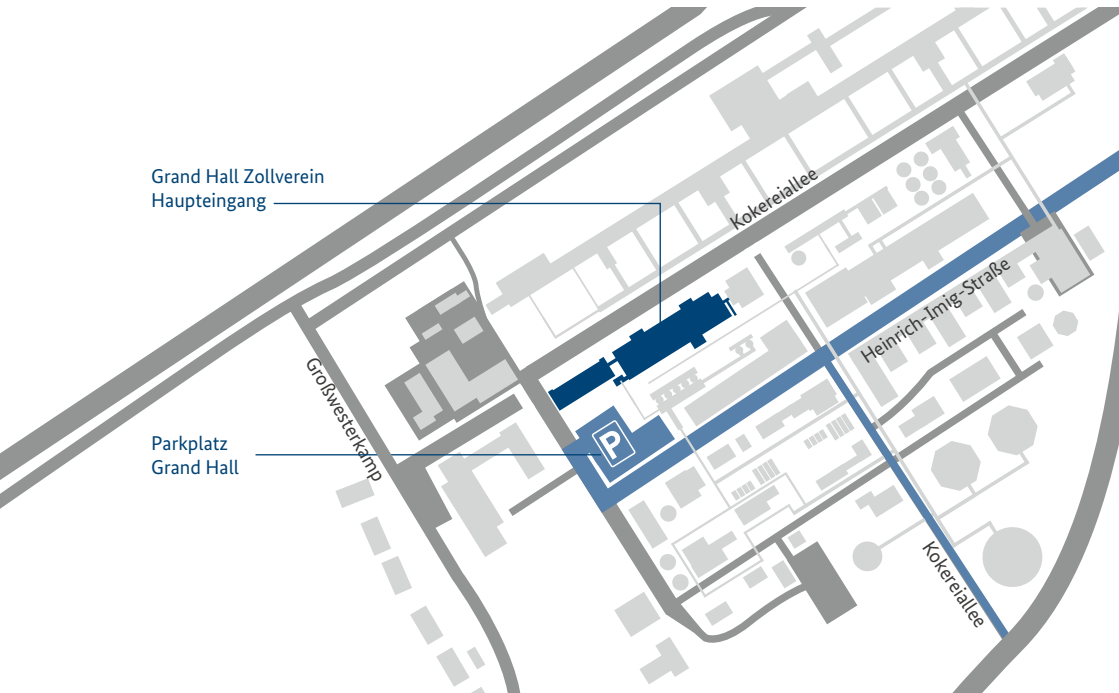 Grand Hall Zollverein
Haupteingang
Kokereiallee
Heinrich-Imig-Straße
Großwesterkamp
Parkplatz
Grand Hall
P
Kokereiallee